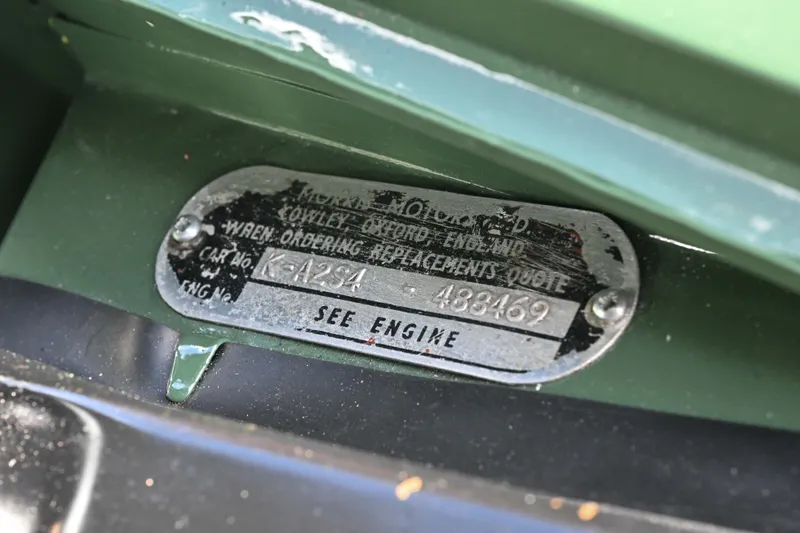 MORRIS MOTORS LTD.
COWLEY, OXFORD, ENGLAND
WHEN ORDERING REPLACEMENTS QUOTE
CAR No. K-A2S4 - 488469
ENG No.
SEE ENGINE